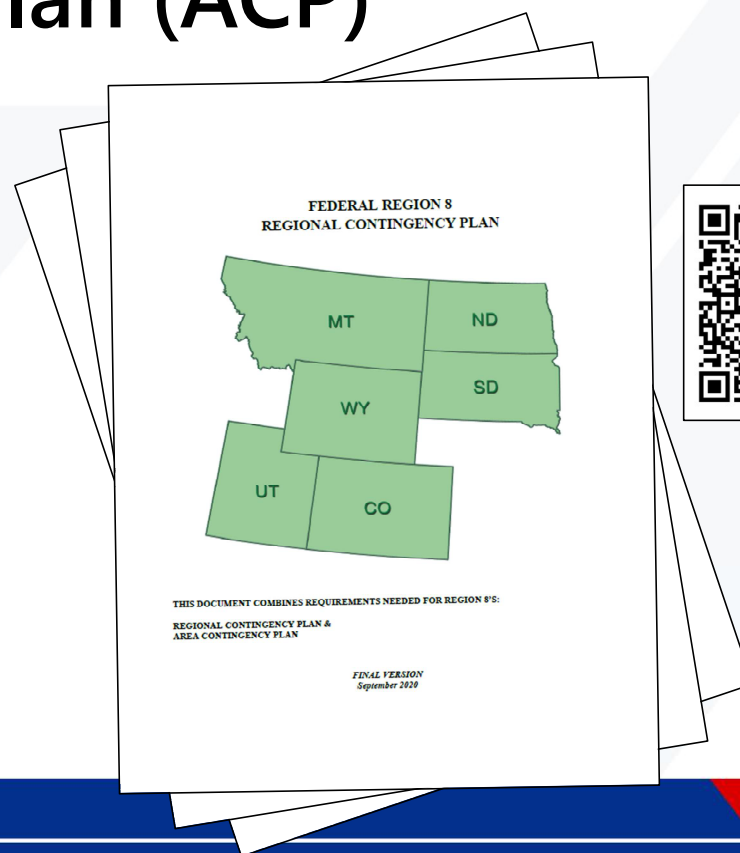 lan (ACP)
FEDERAL REGION 8
REGIONAL CONTINGENCY PLAN
MT
ND
SD
WY
UT
CO
THIS DOCUMENT COMBINES REQUIREMENTS NEEDED FOR REGION 8'S:
REGIONAL CONTINGENCY PLAN &
AREA CONTINGENCY PLAN
FINAL VERSION
September 2020